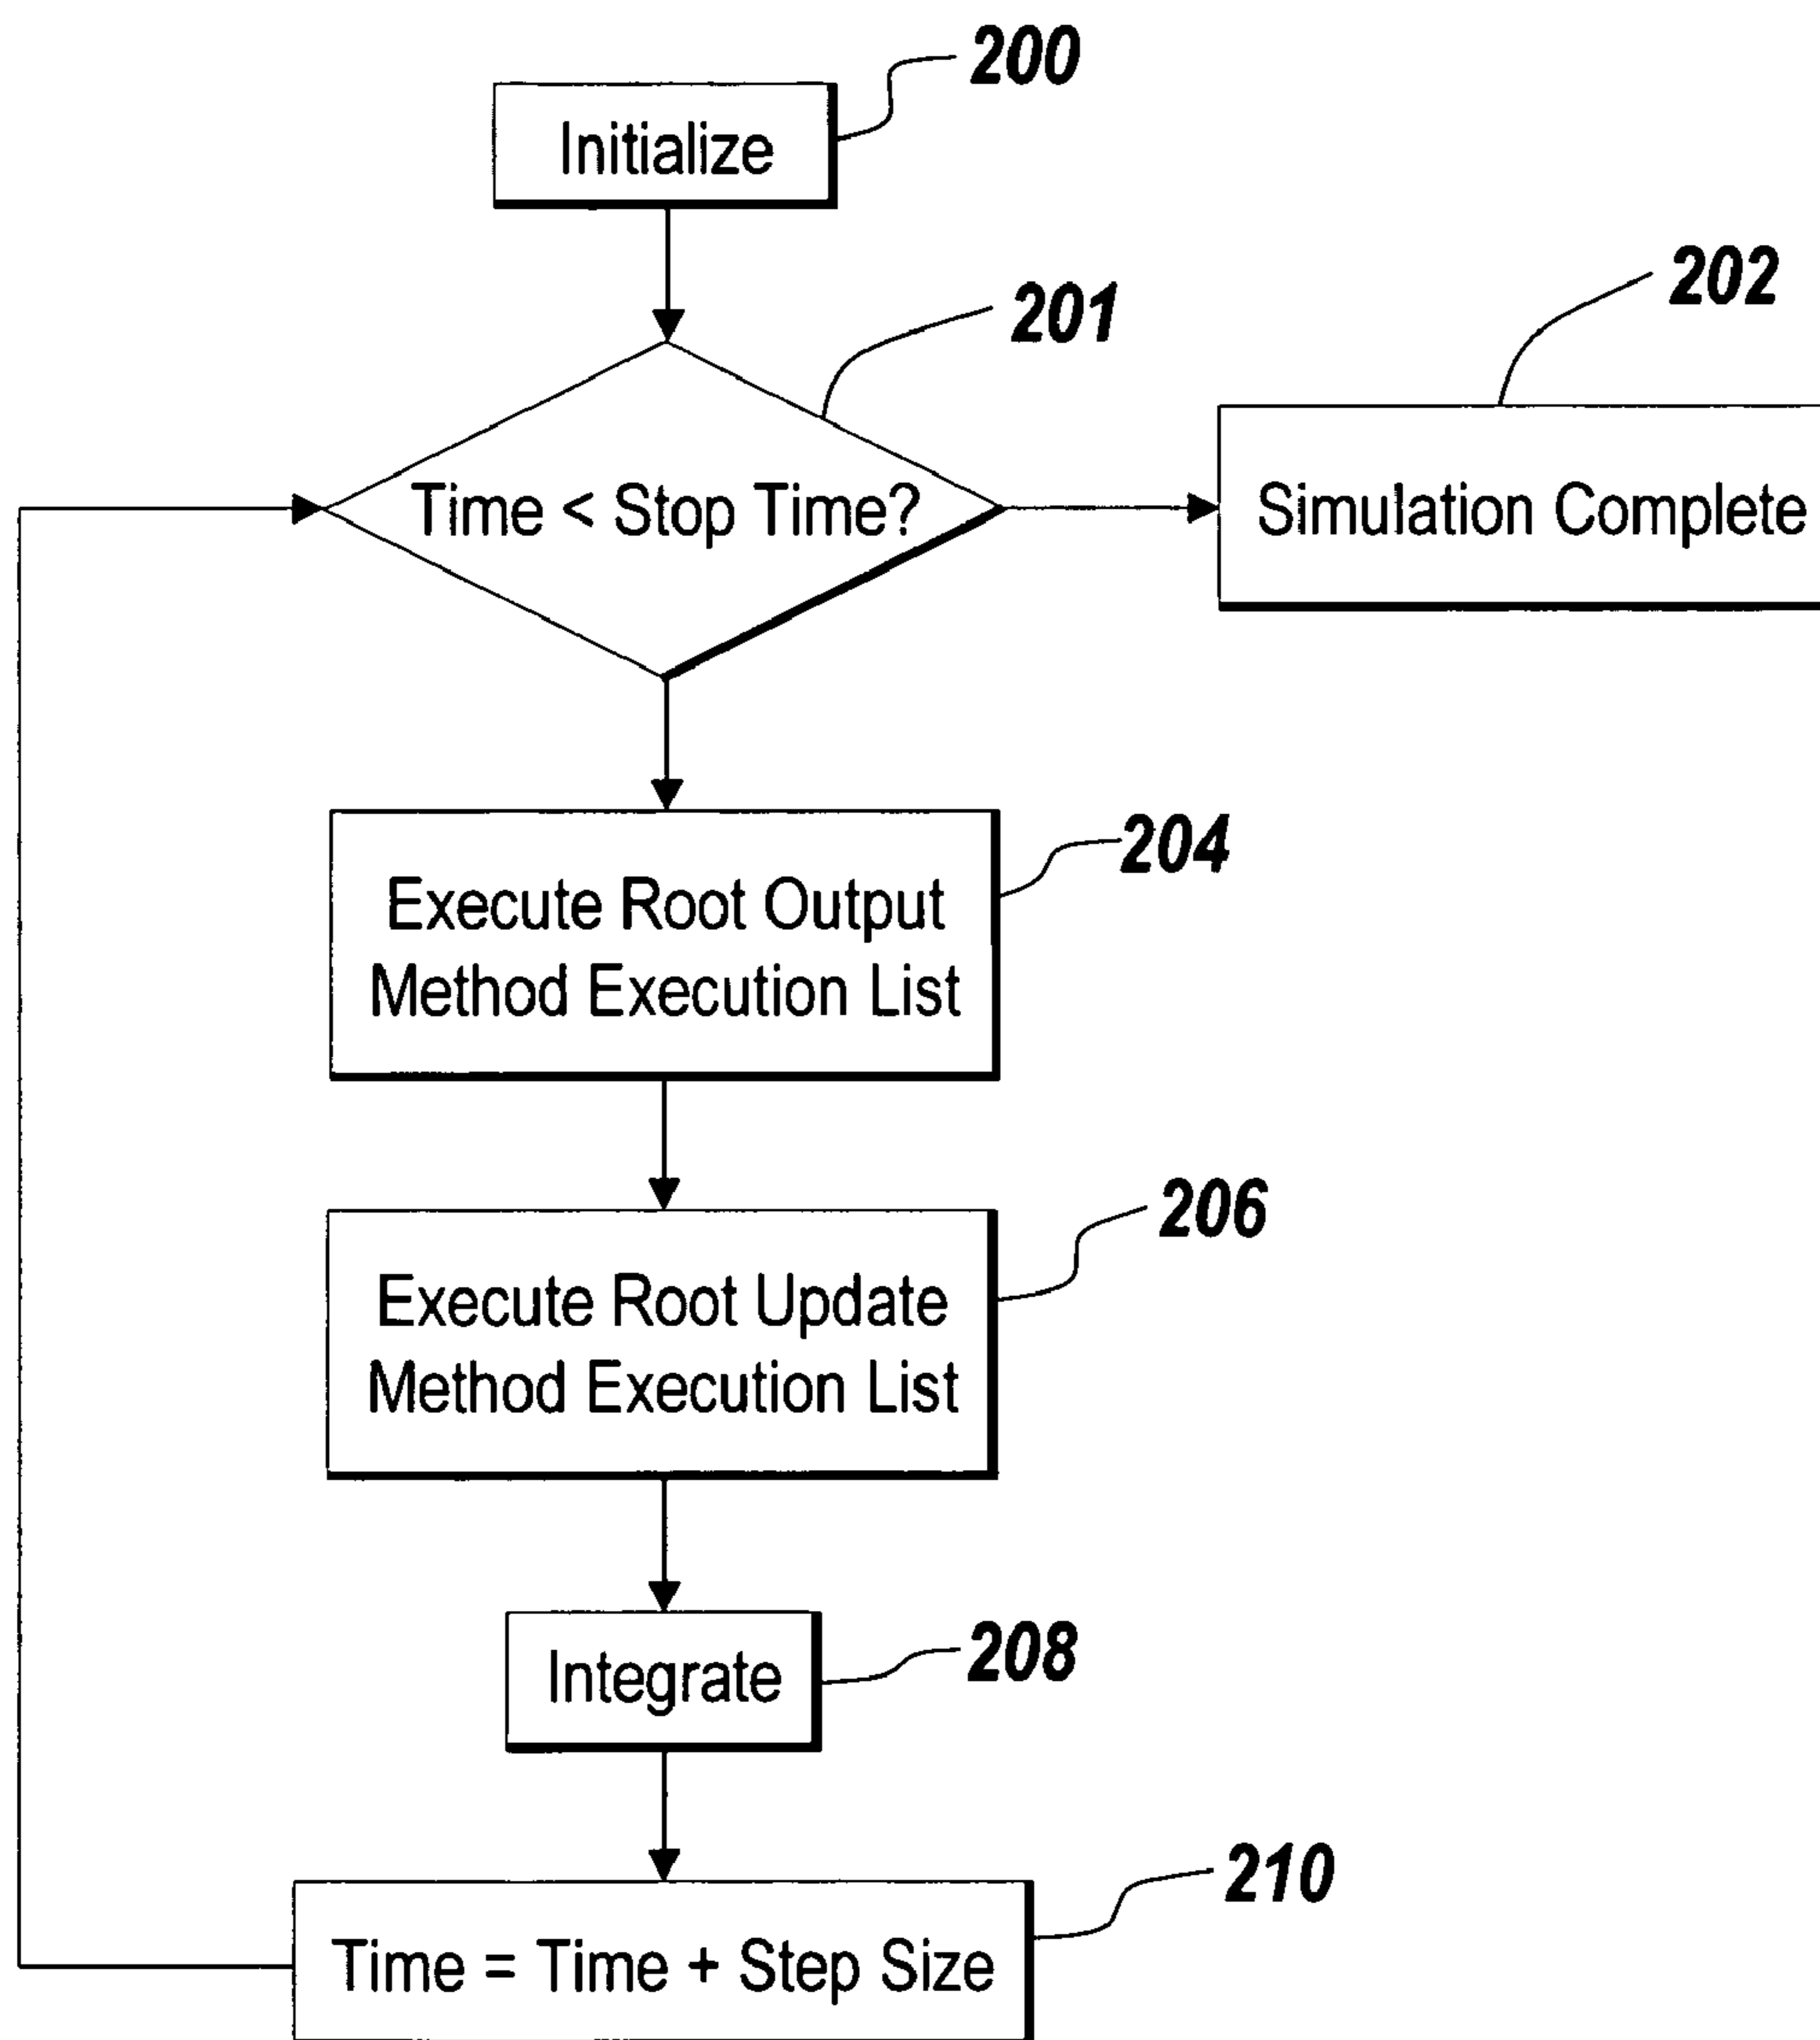 200
Initialize
201
202
Time < Stop Time?
Simulation Complete
204
Execute Root Output
Method Execution List
206
Execute Root Update
Method Execution List
208
Integrate
210
Time = Time + Step Size